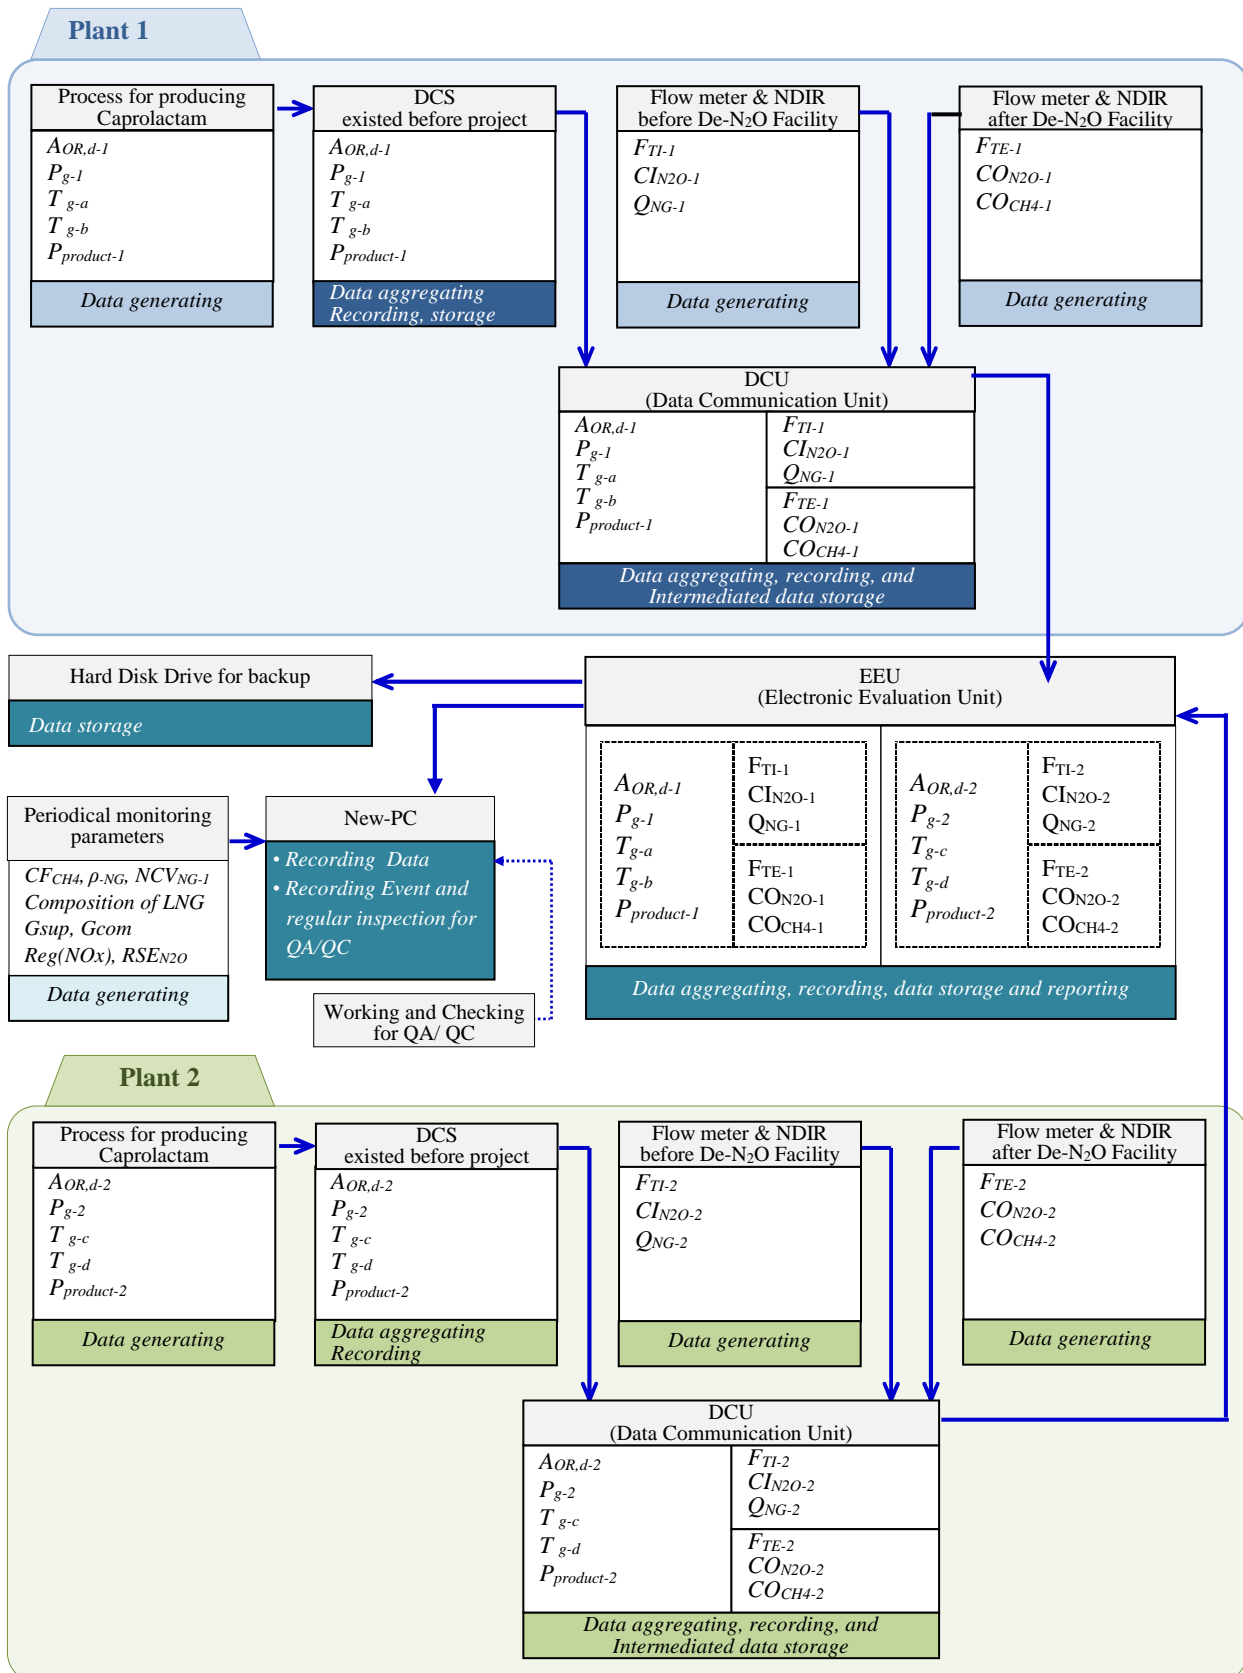 Plant 1
Process for producing
Caprolactam
AOR,d-1
Pg-1
T g-a
T g-b
Pproduct-1
Data generating
DCS
existed before project
AOR,d-1
Pg-1
T g-a
T g-b
Pproduct-1
Data aggregating
Recording, storage
Flow meter & NDIR
before De-N2O Facility
FTI-1
CIN2O-1
QNG-1
Data generating
Flow meter & NDIR
after De-N2O Facility
FTE-1
CON2O-1
COCH4-1
Data generating
DCU
(Data Communication Unit)
AOR,d-1
Pg-1
T g-a
T g-b
Pproduct-1
FTI-1
CIN2O-1
QNG-1
FTE-1
CON2O-1
COCH4-1
Data aggregating, recording, and
Intermediated data storage
Hard Disk Drive for backup
Data storage
EEU
(Electronic Evaluation Unit)
AOR,d-1
Pg-1
Tg-a
Tg-b
Pproduct-1
FTI-1
CIN2O-1
QNG-1
FTE-1
CON2O-1
COCH4-1
AOR,d-2
Pg-2
Tg-c
Tg-d
Pproduct-2
FTI-2
CIN2O-2
QNG-2
FTE-2
CON2O-2
COCH4-2
Data aggregating, recording, data storage and reporting
Periodical monitoring
parameters
CFCH4, ρ-NG, NCVNG-1
Composition of LNG
Gsup, Gcom
Reg(NOx), RSEN2O
Data generating
New-PC
• Recording Data
• Recording Event and
regular inspection for
QA/QC
Working and Checking
for QA/ QC
Plant 2
Process for producing
Caprolactam
AOR,d-2
Pg-2
T g-c
T g-d
Pproduct-2
Data generating
DCS
existed before project
AOR,d-2
Pg-2
T g-c
T g-d
Pproduct-2
Data aggregating
Recording
Flow meter & NDIR
before De-N2O Facility
FTI-2
CIN2O-2
QNG-2
Data generating
Flow meter & NDIR
after De-N2O Facility
FTE-2
CON2O-2
COCH4-2
Data generating
DCU
(Data Communication Unit)
AOR,d-2
Pg-2
T g-c
T g-d
Pproduct-2
FTI-2
CIN2O-2
QNG-2
FTE-2
CON2O-2
COCH4-2
Data aggregating, recording, and
Intermediated data storage